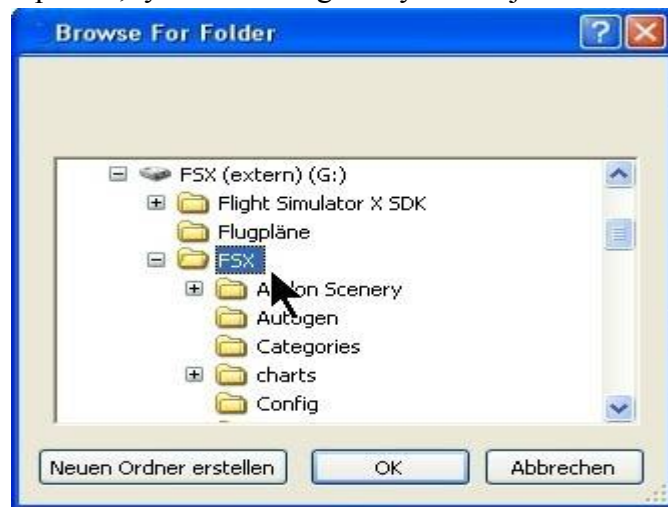 Browse For Folder
FSX (extern) (G:)
Flight Simulator X SDK
Flugpläne
FSX
Scenery
Autogen
Categories
charts
Config
Neuen Ordner erstellen
OK
Abbrechen